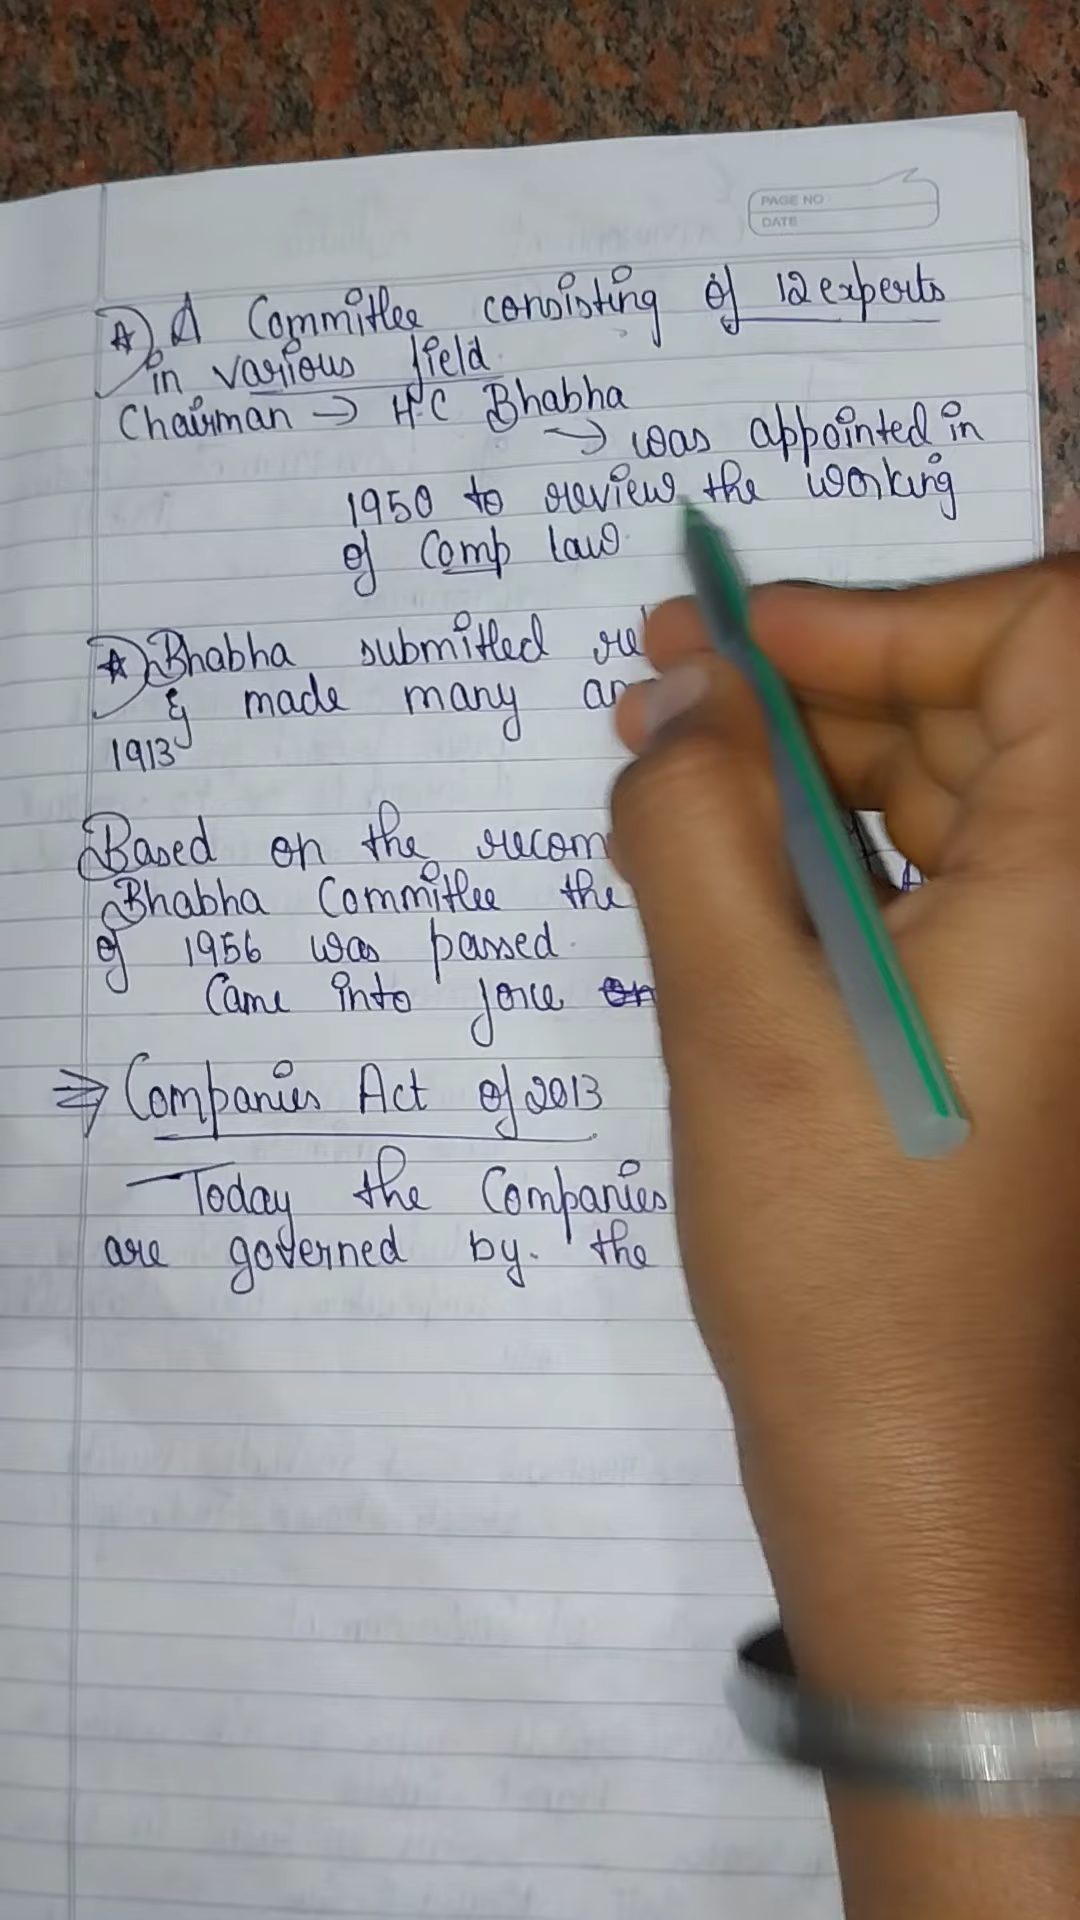 PAGE NO
DATE
A Committee consisting of 12 experts
in various field.
Chairman → H.C Bhabha
→ was appointed in
1950 to review the working
of Comp law.
Bhabha submitted
& made many
1913
Based on the
Bhabha Committee the
of 1956 was passed.
Came into force
⇒ Companies Act of 2013
Today the Companies
are governed by. the